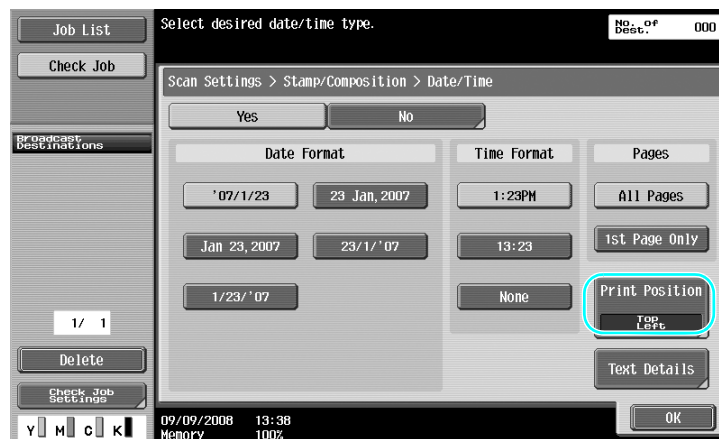 Job List
Select desired date/time type.
No. of
Dest.
000
Check Job
Scan Settings > Stamp/Composition > Date/Time
Yes
No
Broadcast
Destinations
Date Format
Time Format
Pages
'07/1/23
23 Jan,2007
1:23PM
All Pages
Jan 23,2007
23/1/'07
13:23
1st Page Only
1/23/'07
None
Print Position
Top
Left
1/ 1
Delete
Text Details
Check Job
Settings
OK
Y M C K
09/09/2008 13:38
Memory 100%